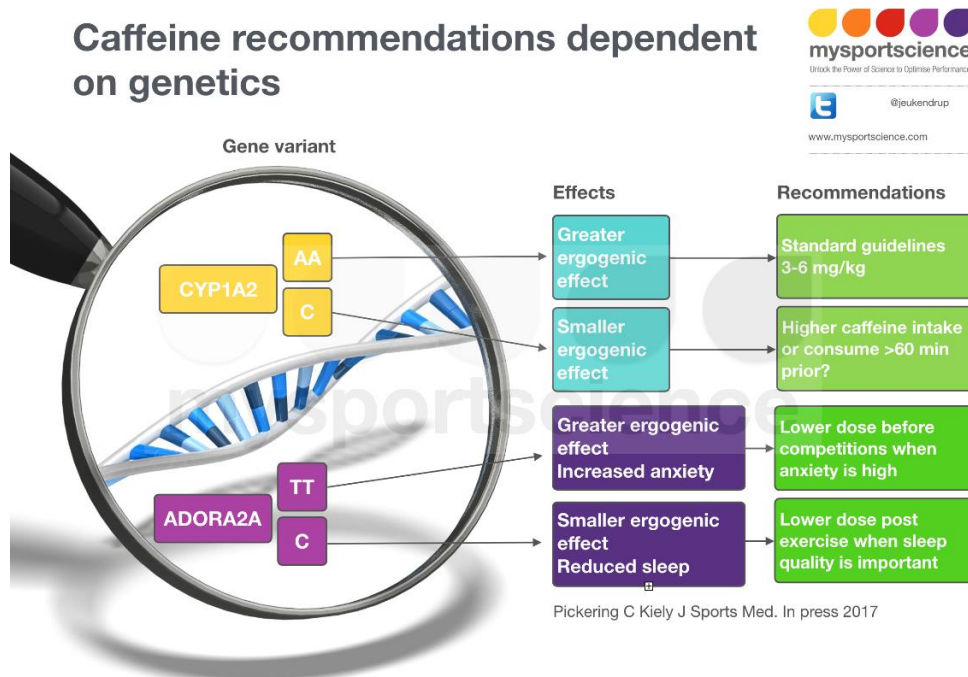 Caffeine recommendations dependent
on genetics
mysportscience
Unlock the Power of Science to Optimise Performance
@jeukendrup
www.mysportscience.com
Gene variant
Effects
Recommendations
CYP1A2
AA
C
Greater
ergogenic
effect
Standard guidelines
3-6 mg/kg
Smaller
ergogenic
effect
Higher caffeine intake
or consume >60 min
prior?
ADORA2A
TT
C
Greater ergogenic
effect
Increased anxiety
Lower dose before
competitions when
anxiety is high
Smaller ergogenic
effect
Reduced sleep
Lower dose post
exercise when sleep
quality is important
mysportscience
Pickering C Kiely J Sports Med. In press 2017